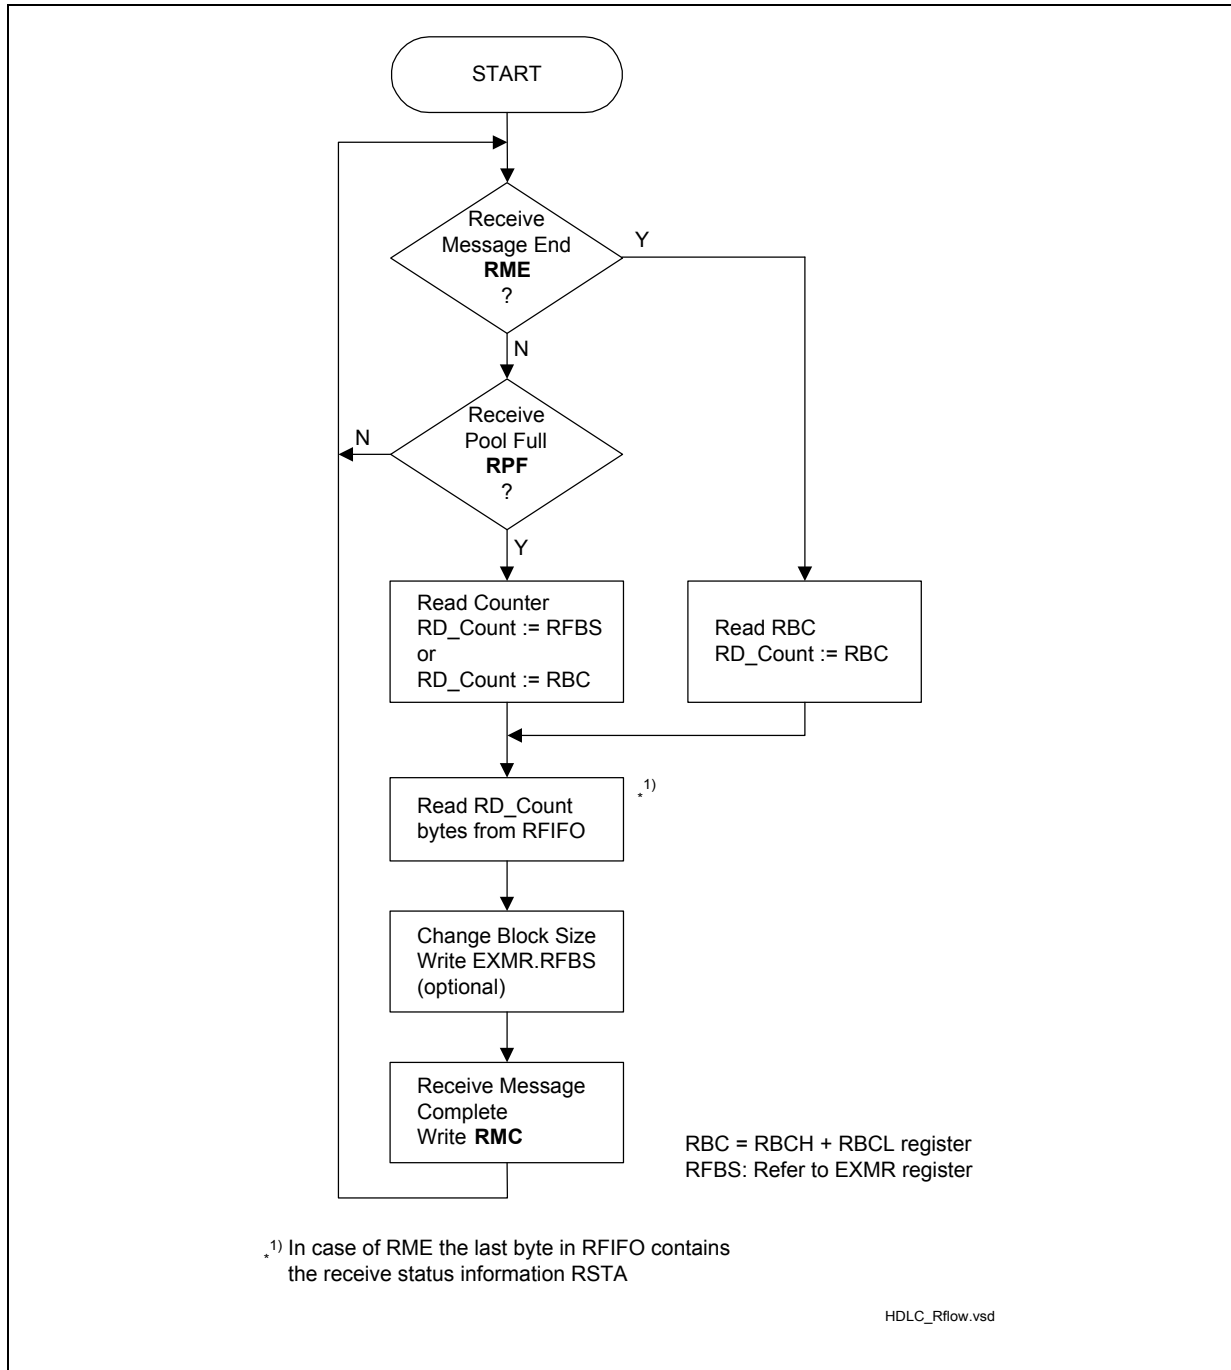 START
Receive
Message End
RME
?
Y
N
Receive
Pool Full
RPF
?
N
Y
Read Counter
RD_Count := RFBS
or
RD_Count := RBC
Read RBC
RD_Count := RBC
Read RD_Count
bytes from RFIFO
*1)
Change Block Size
Write EXMR.RFBS
(optional)
Receive Message
Complete
Write RMC
RBC = RBCH + RBCL register
RFBS: Refer to EXMR register
*1) In case of RME the last byte in RFIFO contains
the receive status information RSTA
HDLC_Rflow.vsd